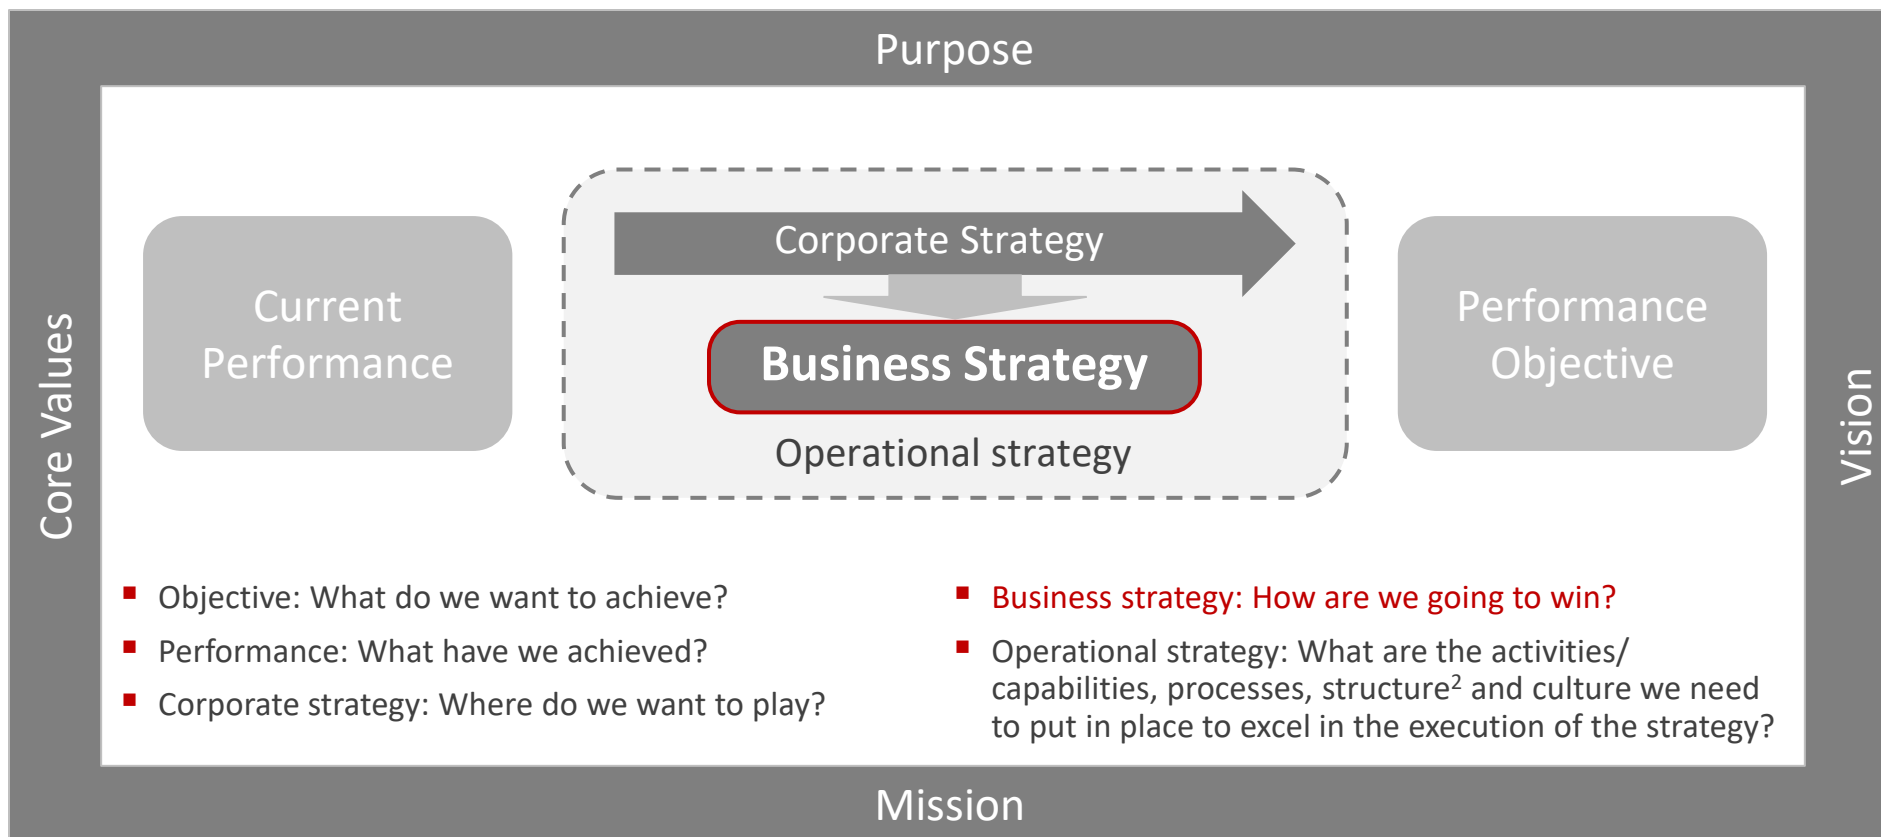 Purpose
Core Values
Current
Performance
Corporate Strategy
Business Strategy
Operational strategy
Performance
Objective
Vision
▪ Objective: What do we want to achieve?
▪ Performance: What have we achieved?
▪ Corporate strategy: Where do we want to play?
▪ Business strategy: How are we going to win?
▪ Operational strategy: What are the activities/
capabilities, processes, structure² and culture we need
to put in place to excel in the execution of the strategy?
Mission